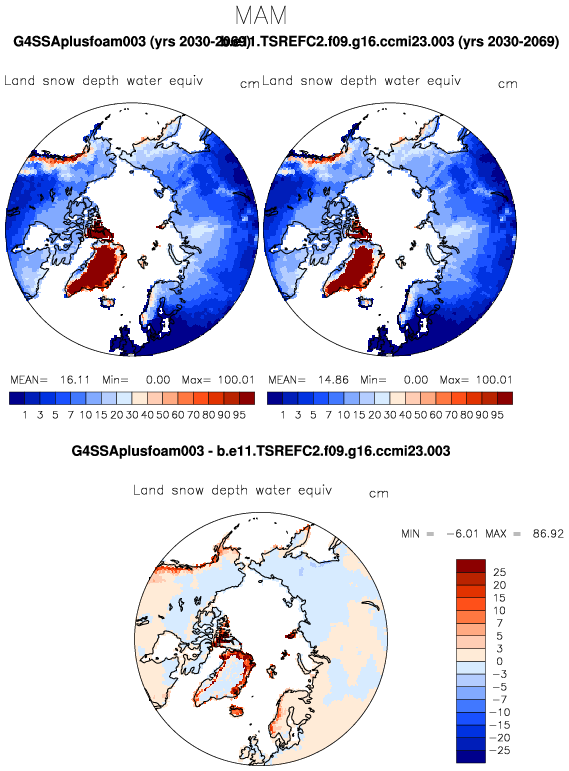 MAM
G4SSAplusfoam003 (yrs 2030-2069) b.e11.TSREFC2.f09.g16.ccmi23.003 (yrs 2030-2069)
Land snow depth water equiv cm Land snow depth water equiv cm
MEAN= 16.11 Min= 0.00 Max= 100.01 MEAN= 14.86 Min= 0.00 Max= 100.01
1 3 5 7 10 15 20 30 40 50 60 70 80 90 95 1 3 5 7 10 15 20 30 40 50 60 70 80 90 95
G4SSAplusfoam003 - b.e11.TSREFC2.f09.g16.ccmi23.003
Land snow depth water equiv cm
MIN = -6.01 MAX = 86.92
25
20
15
10
7
5
3
0
-3
-5
-7
-10
-15
-20
-25